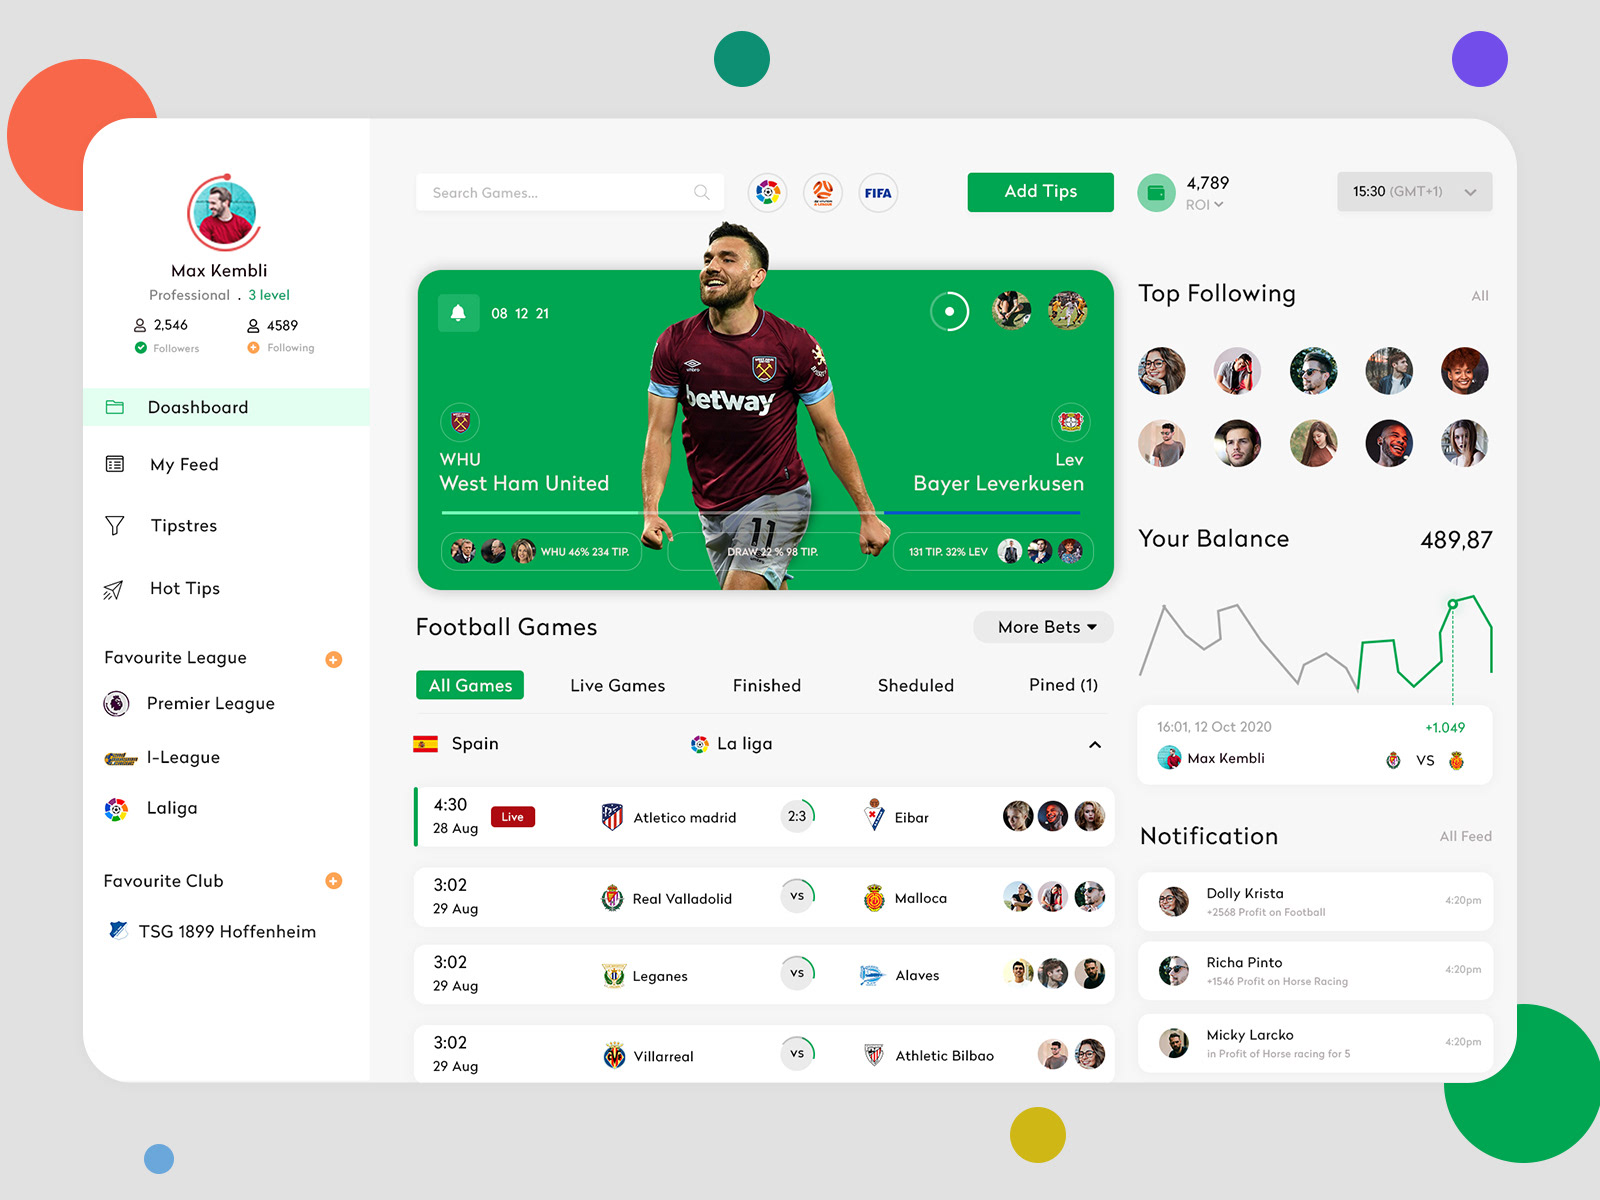 Max Kembli
Professional . 3 level
2,546
Followers
4589
Following
Doashboard
My Feed
Tipstres
Hot Tips
Favourite League
Premier League
I-League
Laliga
Favourite Club
TSG 1899 Hoffenheim
Search Games...
FIFA
Add Tips
4,789
ROI
15:30 (GMT+1)
08 12 21
umbro
betway
11
WHU
West Ham United
Lev
Bayer Leverkusen
WHU 46% 234 TIP.
DRAW 22 % 98 TIP.
131 TIP. 32% LEV
Football Games
More Bets
All Games
Live Games
Finished
Sheduled
Pined (1)
Spain
La liga
4:30
28 Aug
Live
Atletico madrid
2:3
Eibar
3:02
29 Aug
Real Valladolid
vs
Malloca
3:02
29 Aug
Leganes
vs
Alaves
3:02
29 Aug
Villarreal
vs
Athletic Bilbao
Top Following
All
Your Balance
489,87
16:01, 12 Oct 2020
+1.049
Max Kembli
VS
Notification
All Feed
Dolly Krista
+2568 Profit on Football
4:20pm
Richa Pinto
+1546 Profit on Horse Racing
4:20pm
Micky Larcko
in Profit of Horse racing for 5
4:20pm